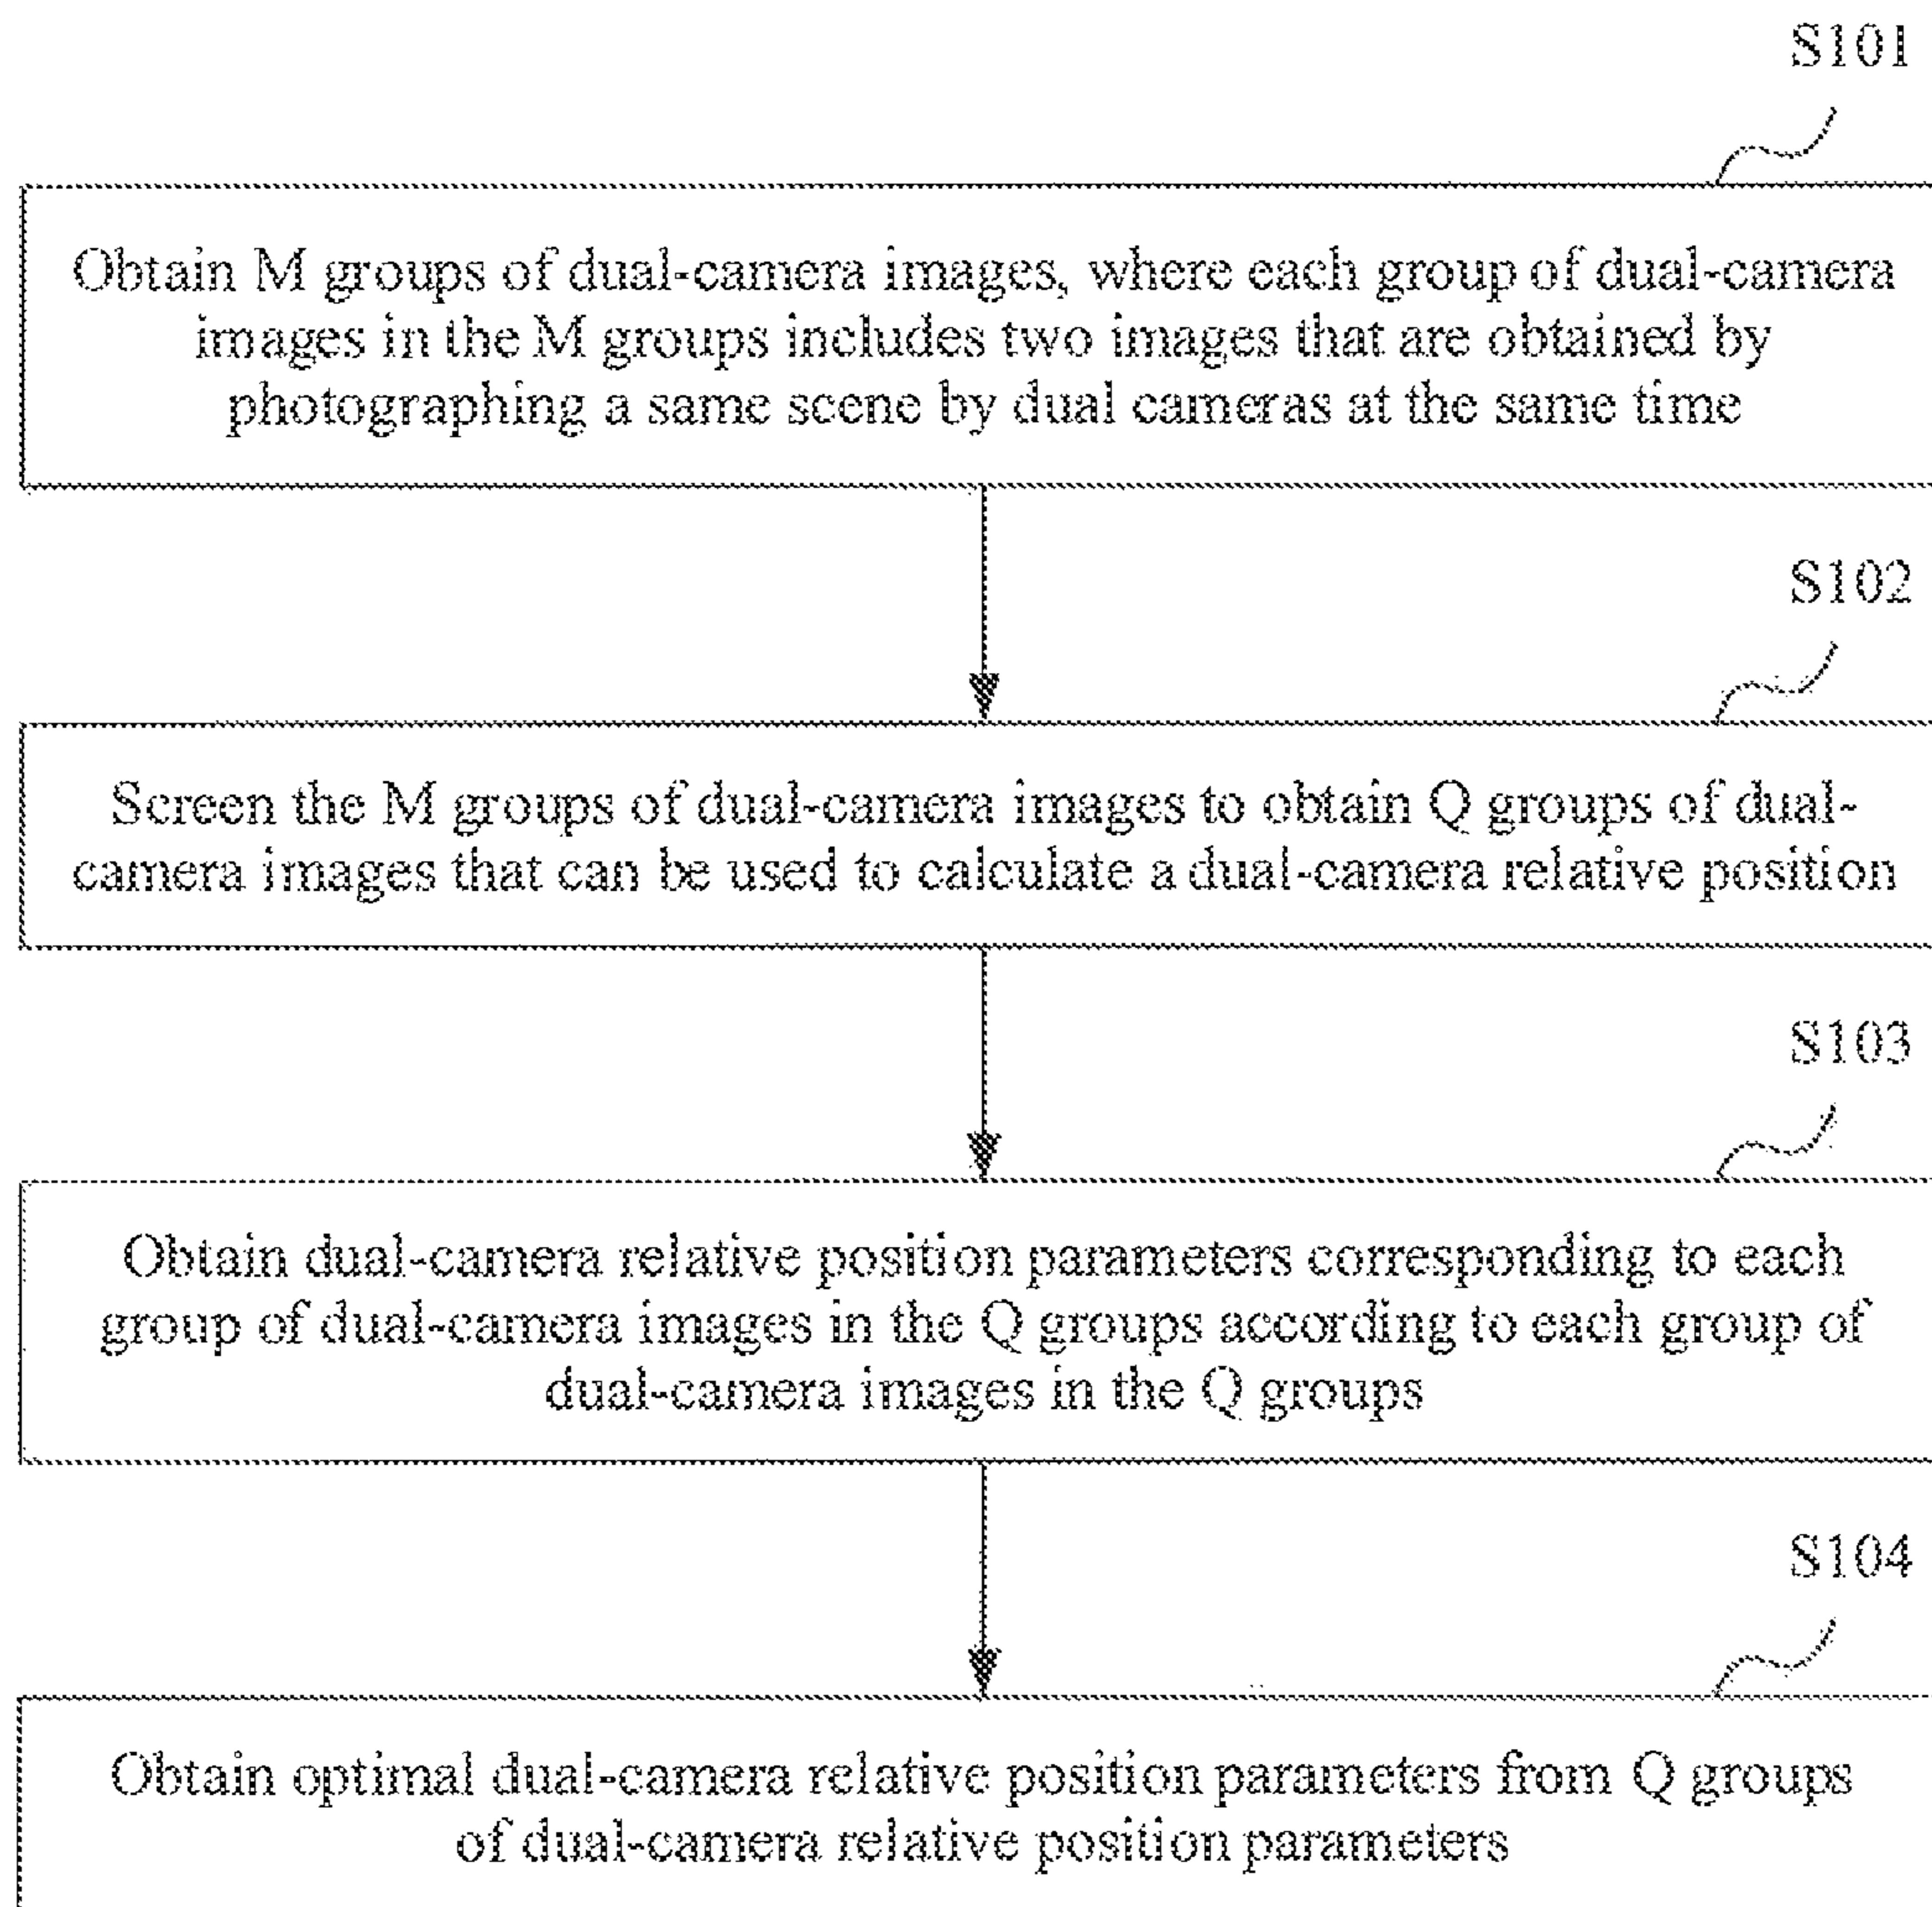 S101
Obtain M groups of dual-camera images, where each group of dual-camera
images in the M groups includes two images that are obtained by
photographing a same scene by dual cameras at the same time
S102
Screen the M groups of dual-camera images to obtain Q groups of dual-
camera images that can be used to calculate a dual-camera relative position
S103
Obtain dual-camera relative position parameters corresponding to each
group of dual-camera images in the Q groups according to each group of
dual-camera images in the Q groups
S104
Obtain optimal dual-camera relative position parameters from Q groups
of dual-camera relative position parameters